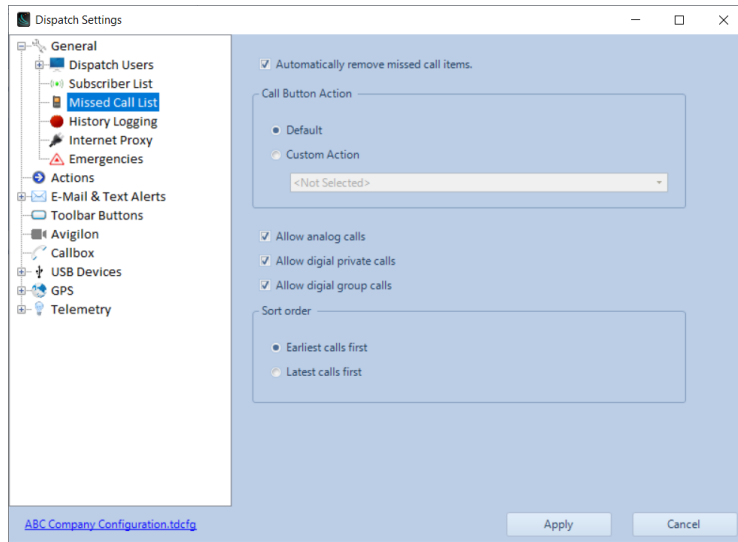 Dispatch Settings
General
Dispatch Users
Subscriber List
Missed Call List
History Logging
Internet Proxy
Emergencies
Actions
E-Mail & Text Alerts
Toolbar Buttons
Avigilon
Callbox
USB Devices
GPS
Telemetry
ABC Company Configuration.tdcfg
Automatically remove missed call items.
Call Button Action
Default
Custom Action
<Not Selected>
Allow analog calls
Allow digial private calls
Allow digial group calls
Sort order
Earliest calls first
Latest calls first
Apply
Cancel